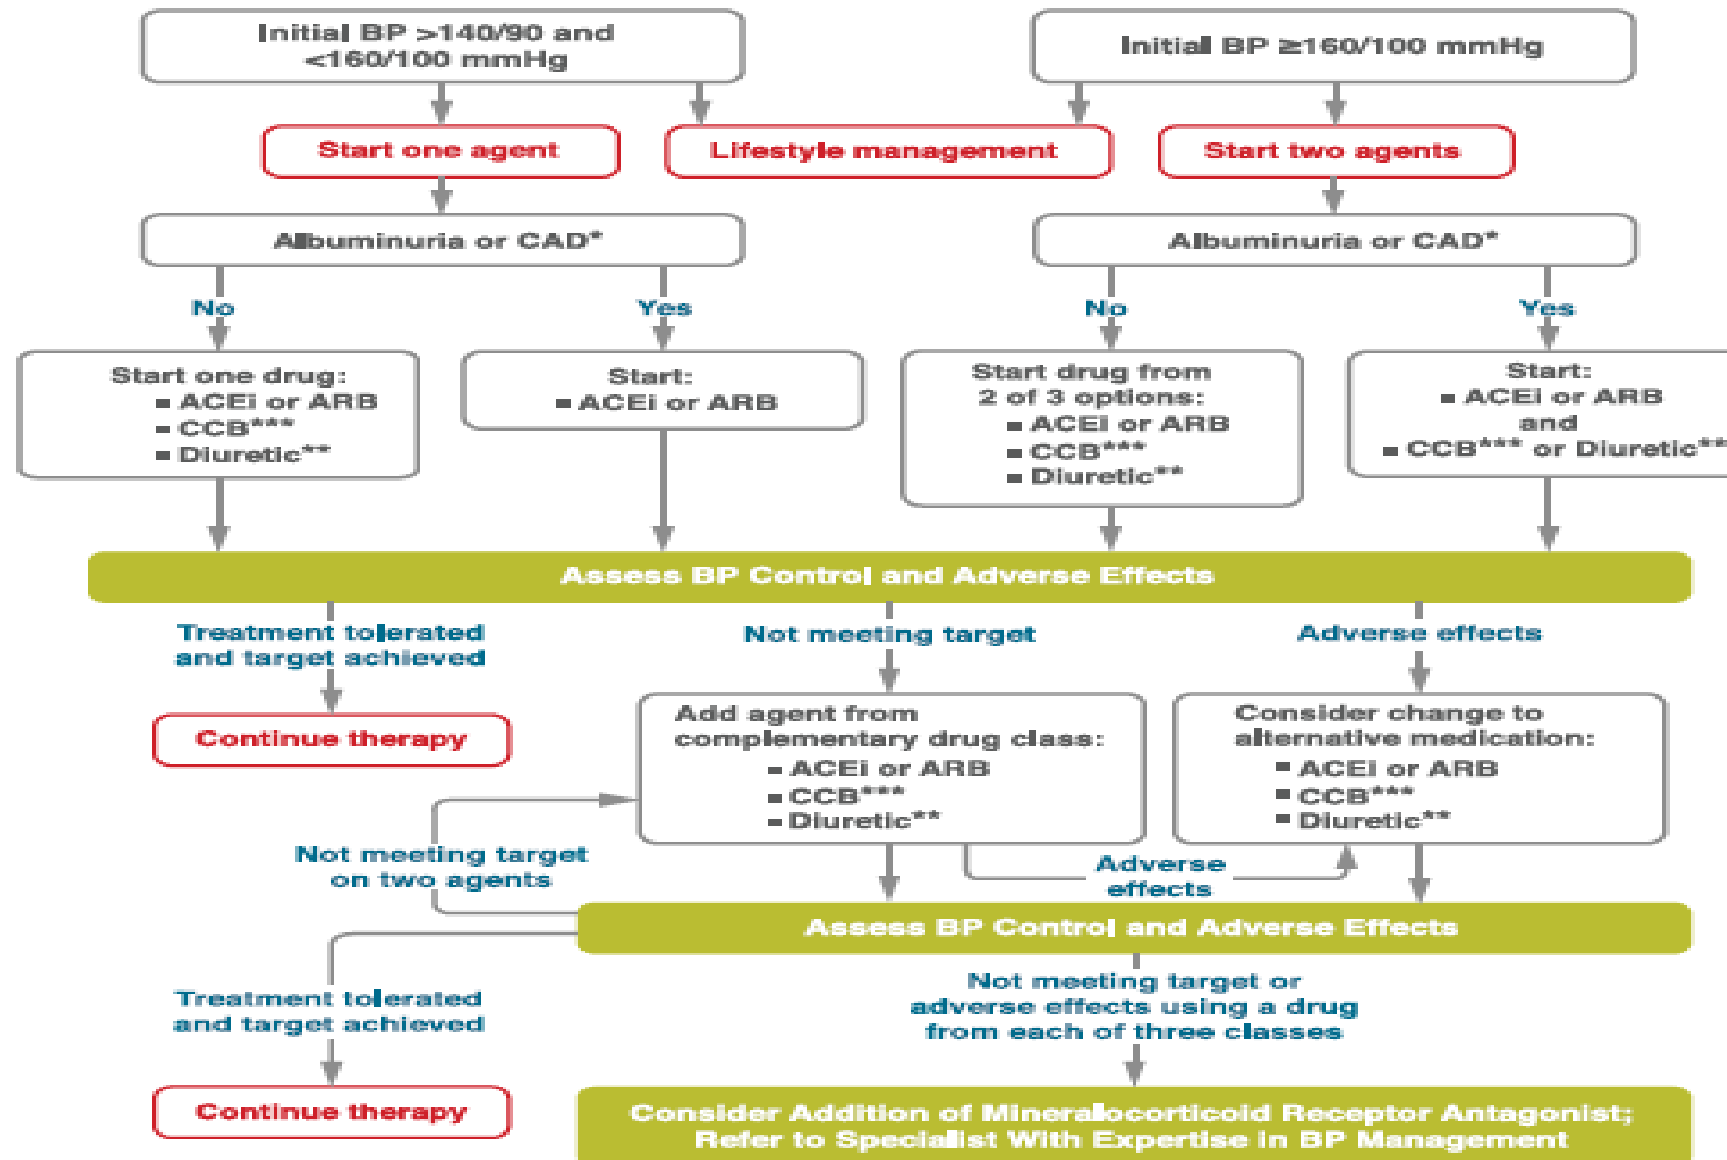 Initial BP >140/90 and
<160/100 mmHg
Initial BP ≥160/100 mmHg
Start one agent
Lifestyle management
Start two agents
Albuminuria or CAD*
Albuminuria or CAD*
No
Yes
No
Yes
Start one drug:
▪ ACEi or ARB
▪ CCB***
▪ Diuretic**
Start:
▪ ACEi or ARB
Start drug from
2 of 3 options:
▪ ACEi or ARB
▪ CCB***
▪ Diuretic**
Start:
▪ ACEi or ARB
and
▪ CCB*** or Diuretic**
Assess BP Control and Adverse Effects
Treatment tolerated
and target achieved
Not meeting target
Adverse effects
Continue therapy
Add agent from
complementary drug class:
▪ ACEi or ARB
▪ CCB***
▪ Diuretic**
Consider change to
alternative medication:
▪ ACEi or ARB
▪ CCB***
▪ Diuretic**
Not meeting target
on two agents
Adverse
effects
Assess BP Control and Adverse Effects
Treatment tolerated
and target achieved
Not meeting target or
adverse effects using a drug
from each of three classes
Continue therapy
Consider Addition of Mineralocorticoid Receptor Antagonist;
Refer to Specialist With Expertise in BP Management